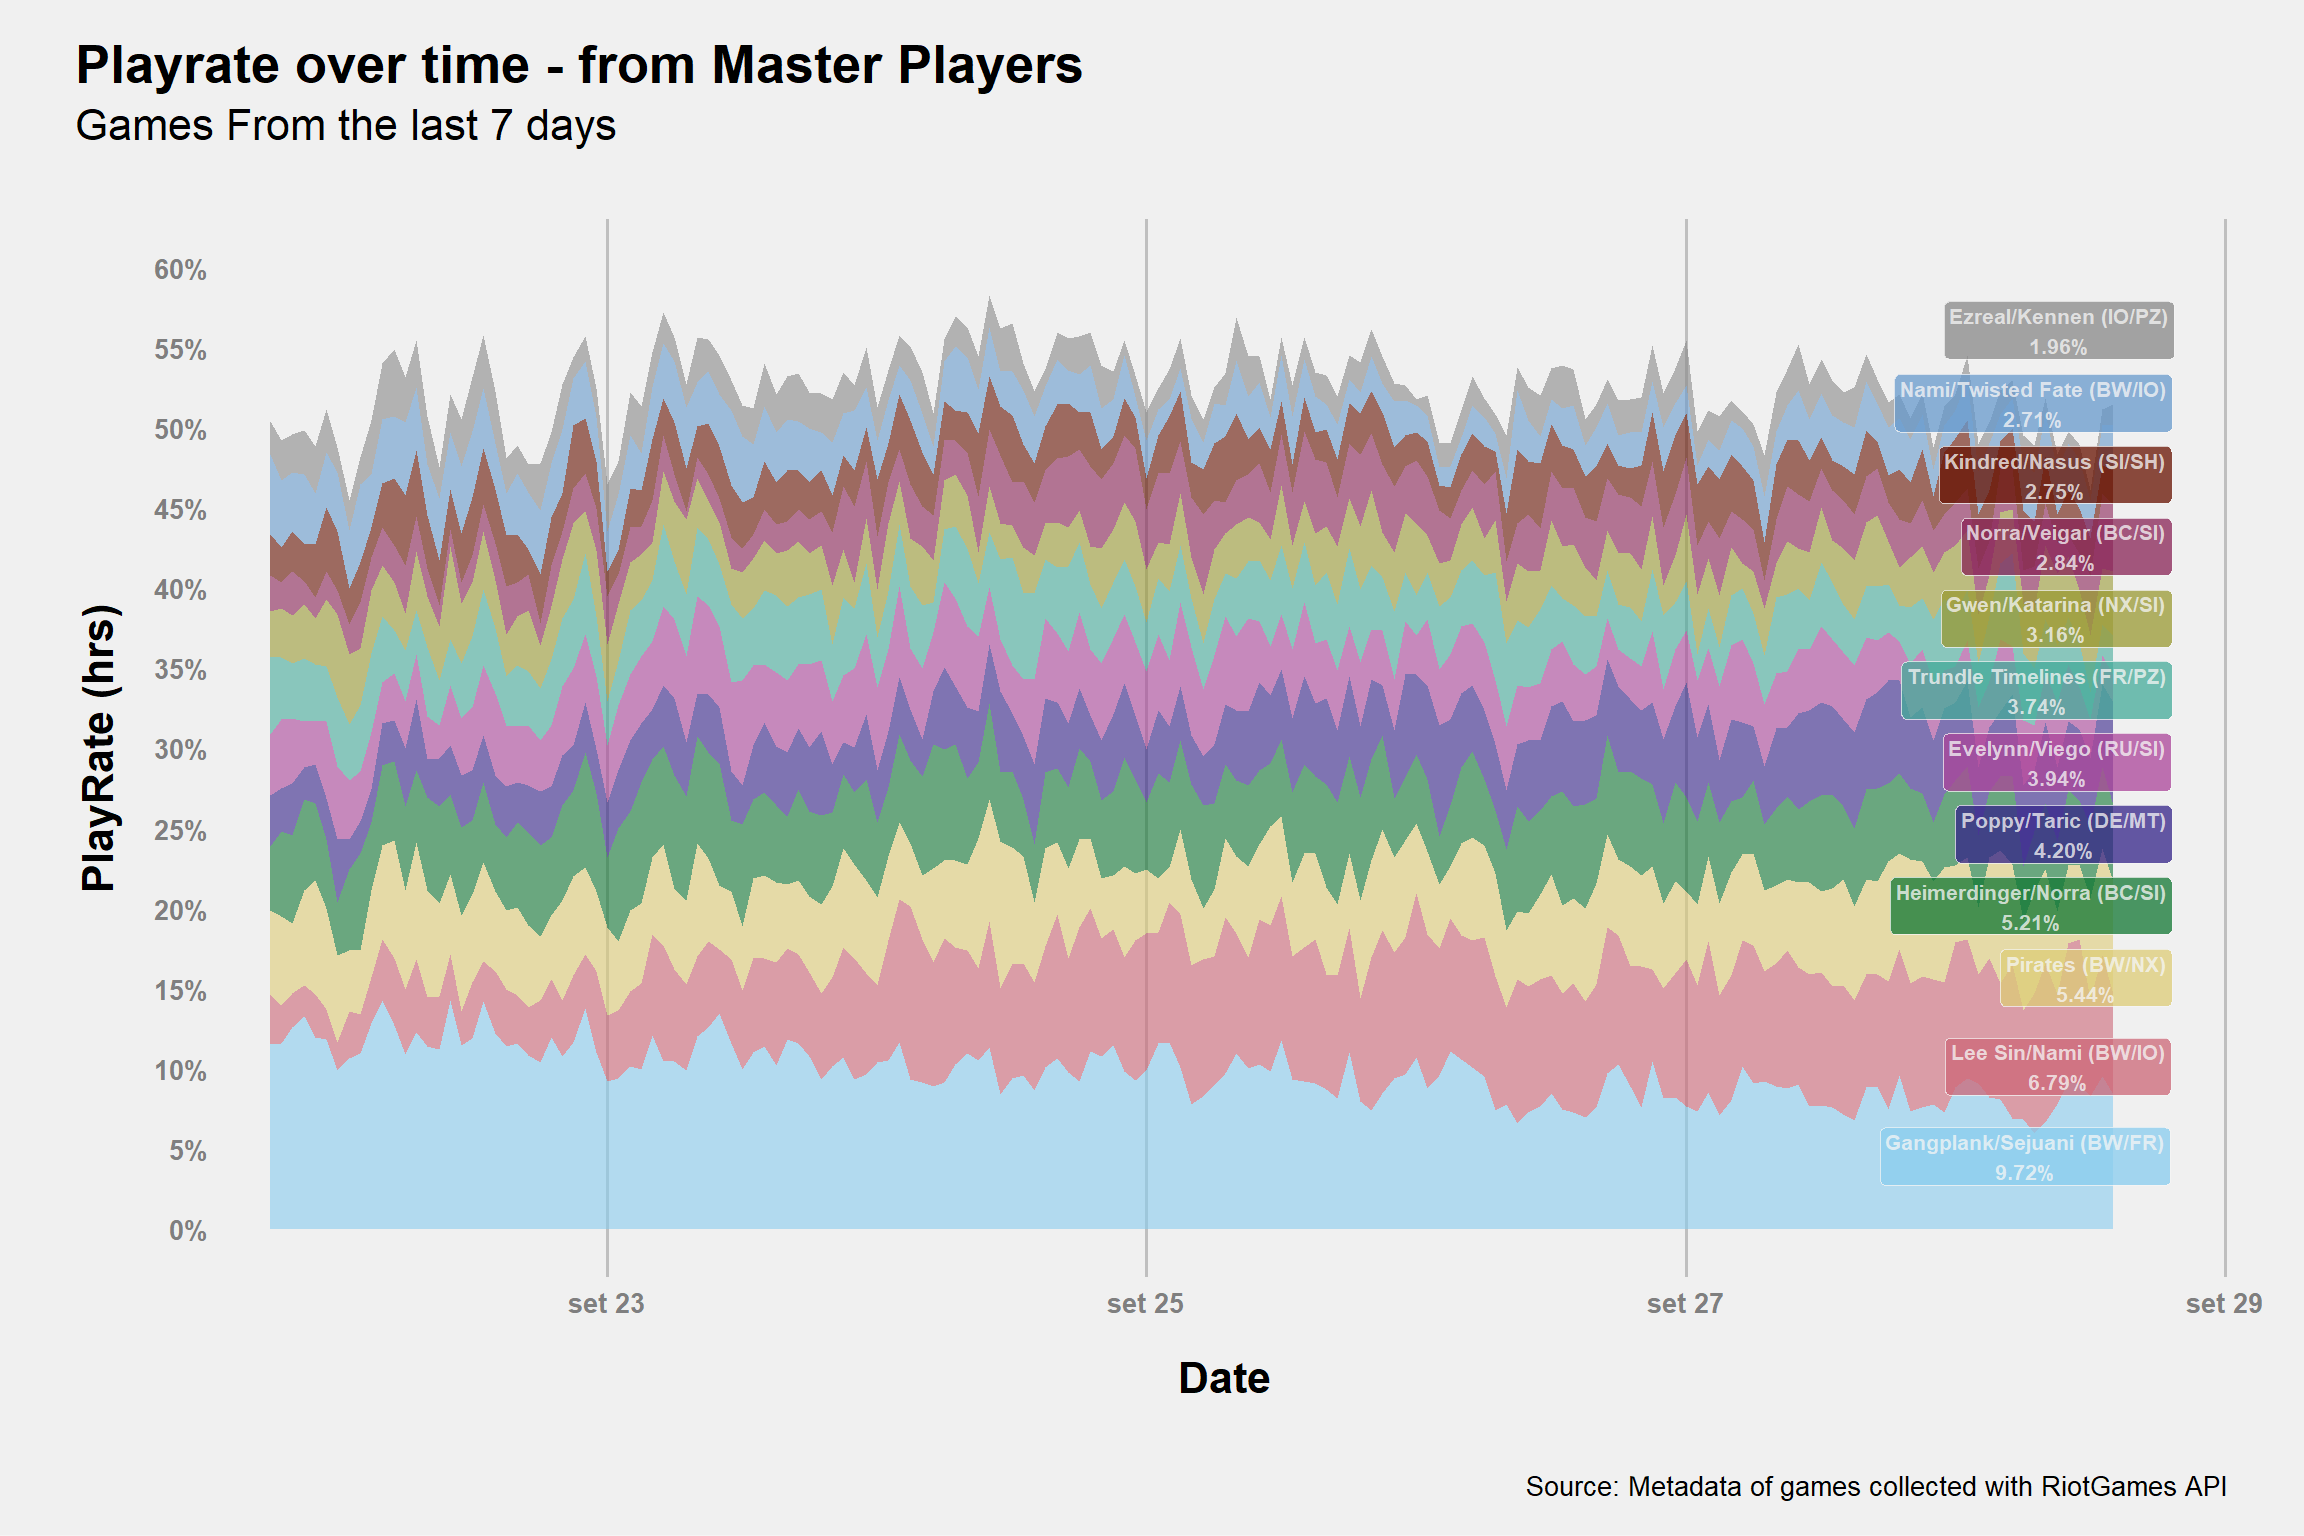 Playrate over time - from Master Players
Games From the last 7 days
PlayRate (hrs)
60%
55%
50%
45%
40%
35%
30%
25%
20%
15%
10%
5%
0%
Ezreal/Kennen (IO/PZ)
1.96%
Nami/Twisted Fate (BW/IO)
2.71%
Kindred/Nasus (SI/SH)
2.75%
Norra/Veigar (BC/SI)
2.84%
Gwen/Katarina (NX/SI)
3.16%
Trundle Timelines (FR/PZ)
3.74%
Evelynn/Viego (RU/SI)
3.94%
Poppy/Taric (DE/MT)
4.20%
Heimerdinger/Norra (BC/SI)
5.21%
Pirates (BW/NX)
5.44%
Lee Sin/Nami (BW/IO)
6.79%
Gangplank/Sejuani (BW/FR)
9.72%
set 23
set 25
set 27
set 29
Date
Source: Metadata of games collected with RiotGames API